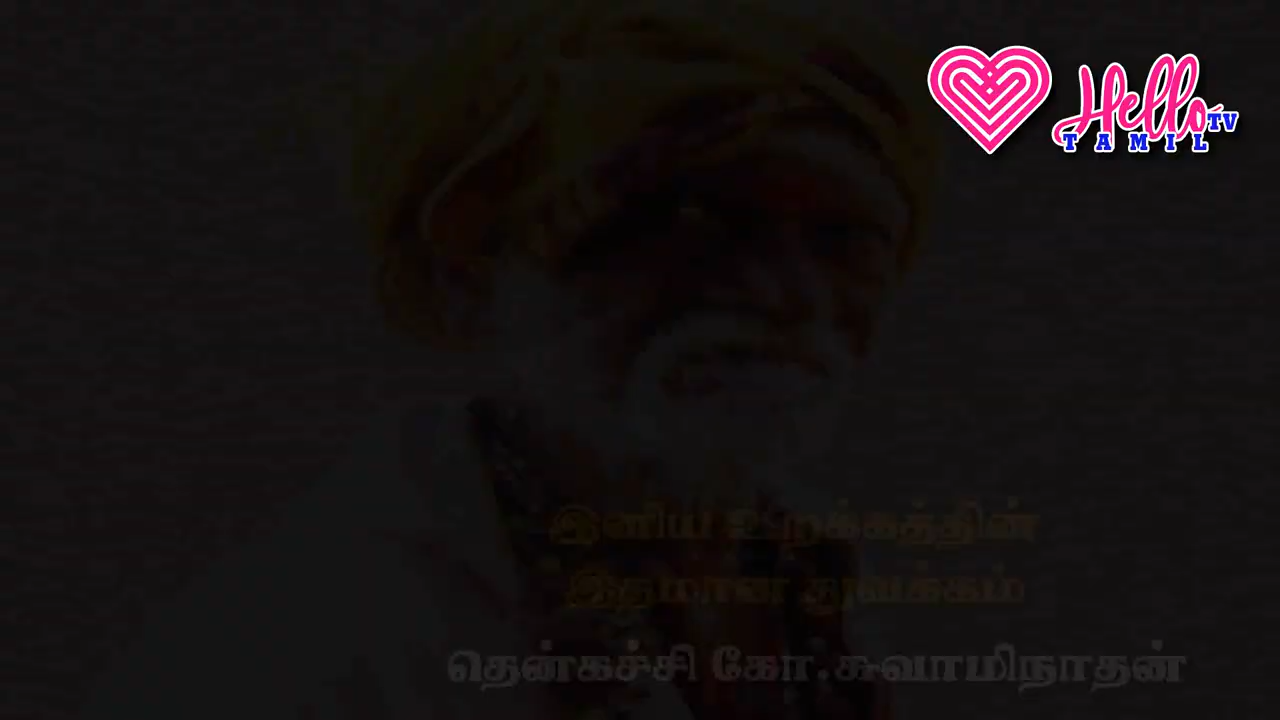 Hello TV
TAMIL
இனிய உறக்கத்தின்
இதமான துவக்கம்
தென்கச்சி கோ.சுவாமிநாதன்